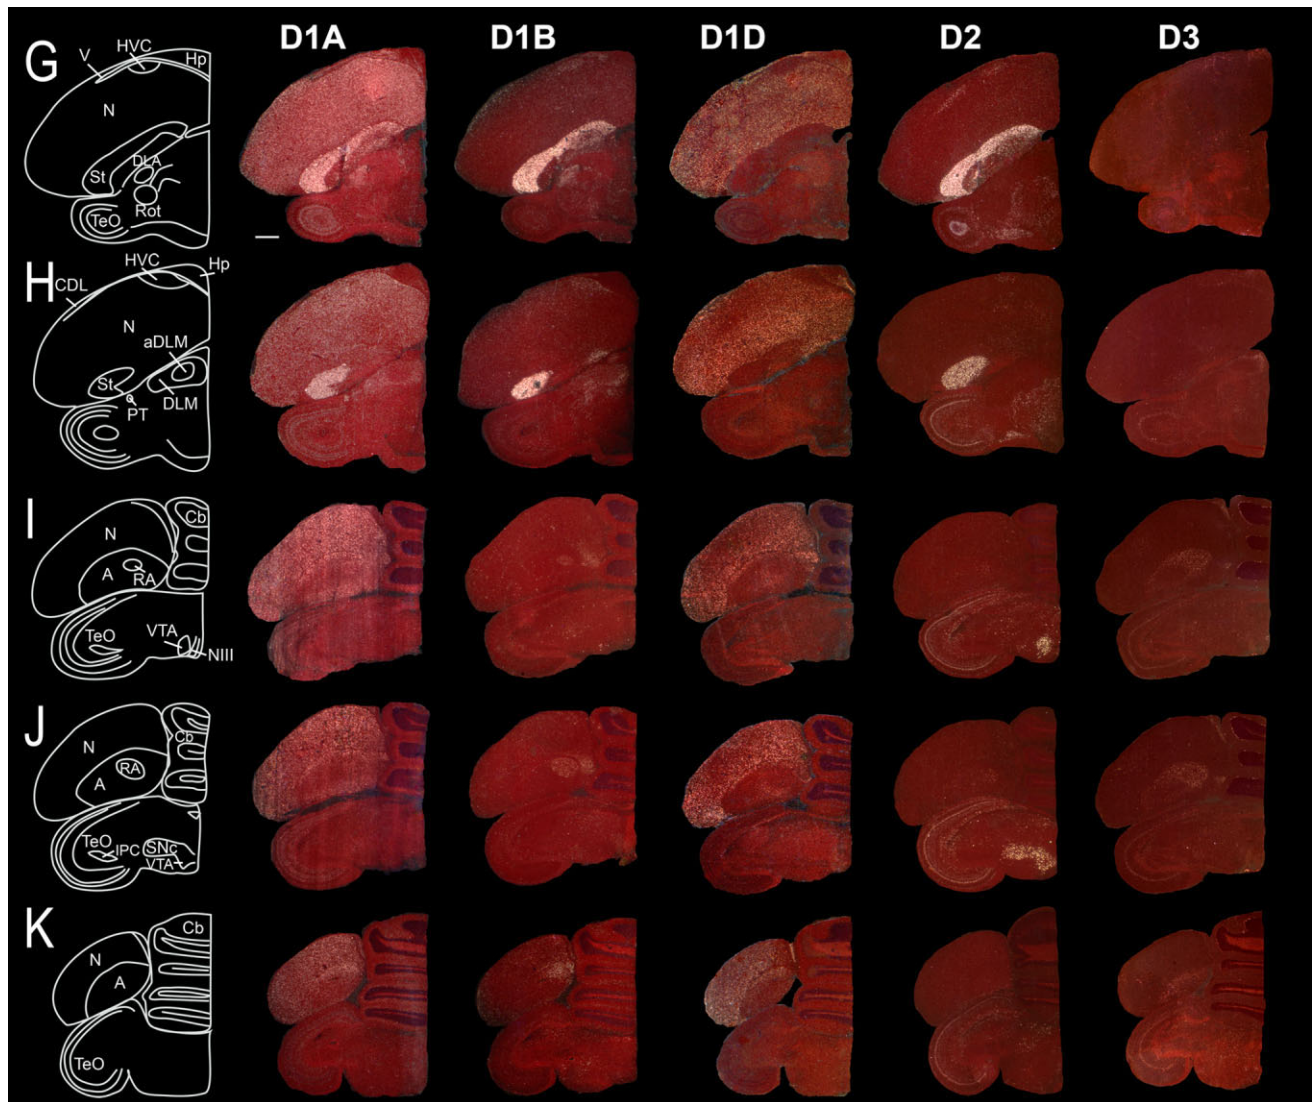 D1A D1B D1D D2 D3
G
V HVC Hp
N
DLA
St
Rot
TeO
H
HVC Hp
CDL
N
aDLM
St
DLM
PT
I
Cb
N
A
RA
TeO
VTA
NIII
J
N
Cb
RA
A
TeO
IPC SNc
VTA
K
Cb
N
A
TeO